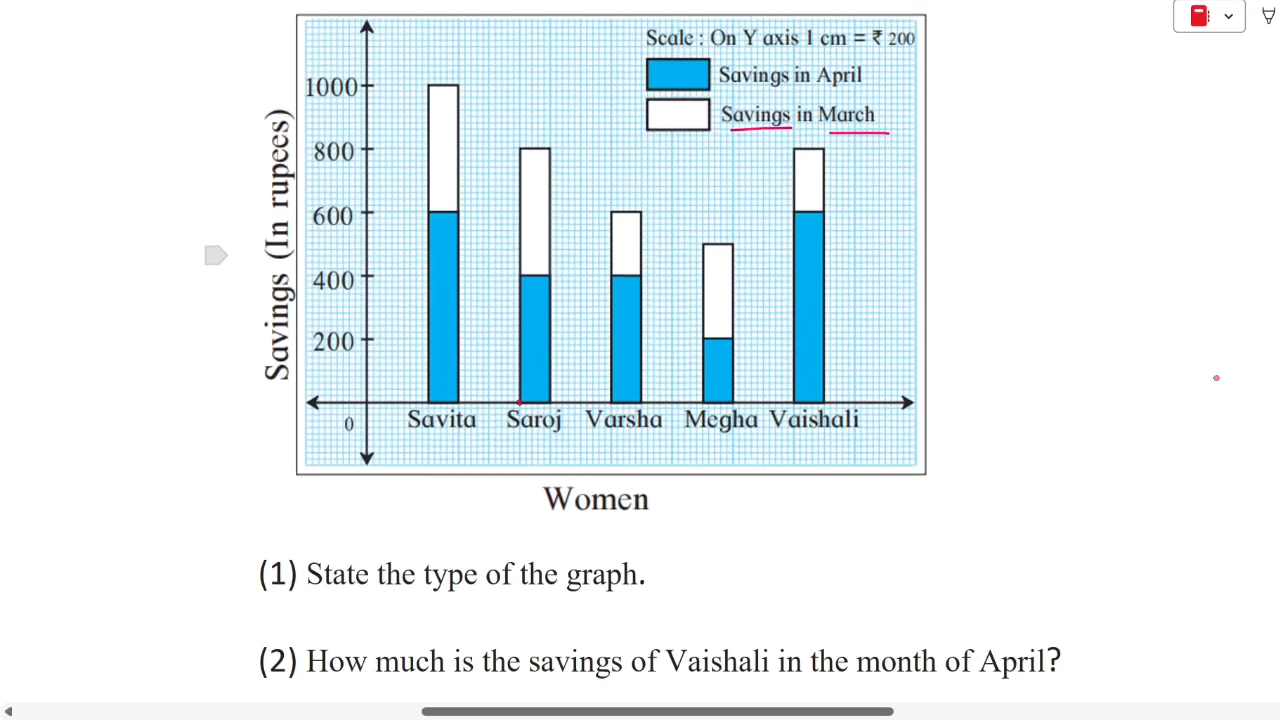 Scale : On Y axis 1 cm = ₹ 200
Savings in April
Savings in March
1000
800
600
400
200
0
Savings (In rupees)
Savita Saroj Varsha Megha Vaishali
Women
(1) State the type of the graph.
(2) How much is the savings of Vaishali in the month of April?